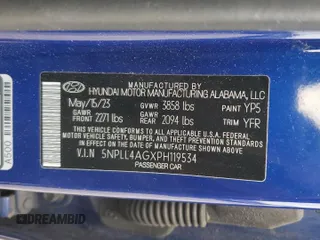 MANUFACTURED BY
HYUNDAI MOTOR MANUFACTURING ALABAMA, LLC
May/15/23 GVWR 3858 lbs PAINT YP5
GAWR FRONT 2271 lbs GAWR REAR 2094 lbs TRIM YFR
THIS VEHICLE CONFORMS TO ALL APPLICABLE
FEDERAL MOTOR VEHICLE SAFETY, BUMPER, AND
THEFT PREVENTION STANDARDS IN EFFECT ON
THE DATE OF MANUFACTURE SHOWN ABOVE.
V.I.N 5NPLL4AGXPH119534
PASSENGER CAR
A500
DREAMBID